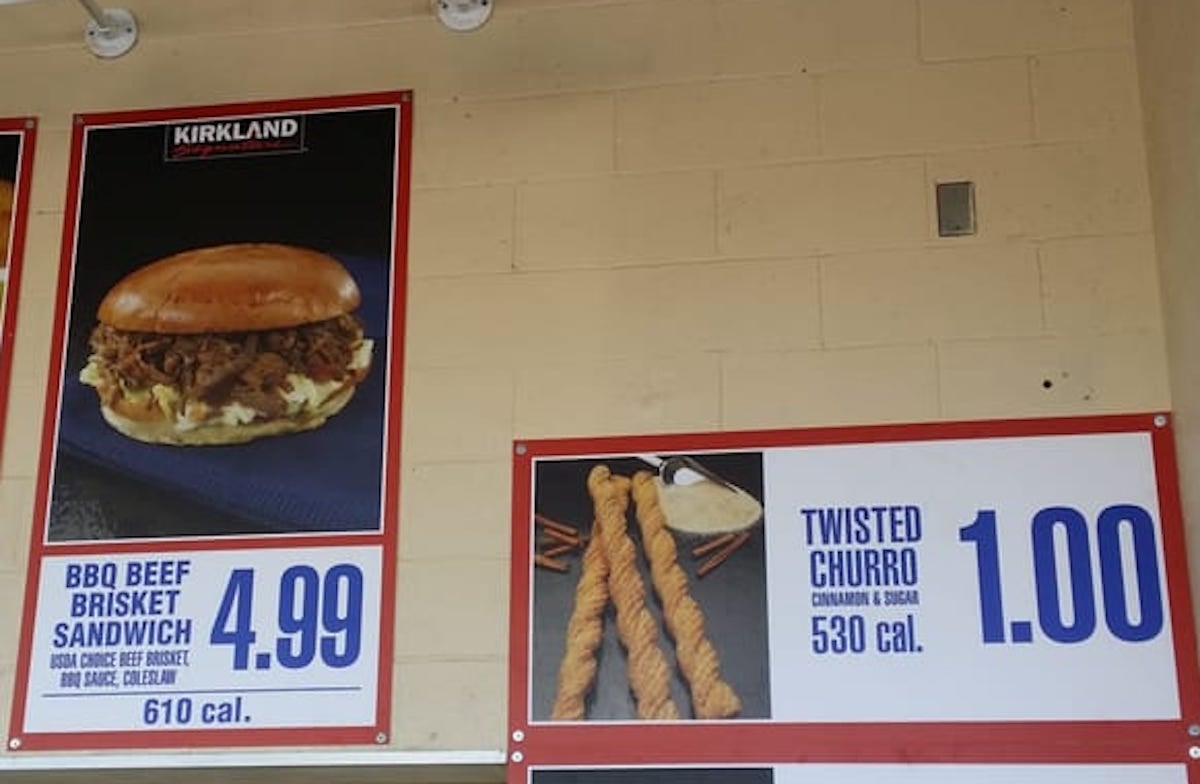 KIRKLAND
Signature
BBQ BEEF
BRISKET
SANDWICH
4.99
USDA CHOICE BEEF BRISKET,
BBQ SAUCE, COLESLAW
610 cal.
TWISTED
CHURRO
CINNAMON & SUGAR
530 cal.
1.00